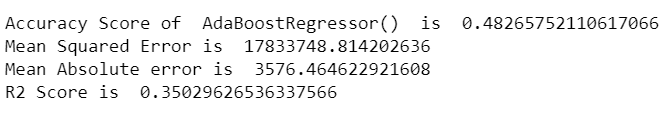 Accuracy Score of  AdaBoostRegressor()  is  0.48265752110617066
Mean Squared Error is  17833748.814202636
Mean Absolute error is  3576.464622921608
R2 Score is  0.35029626536337566